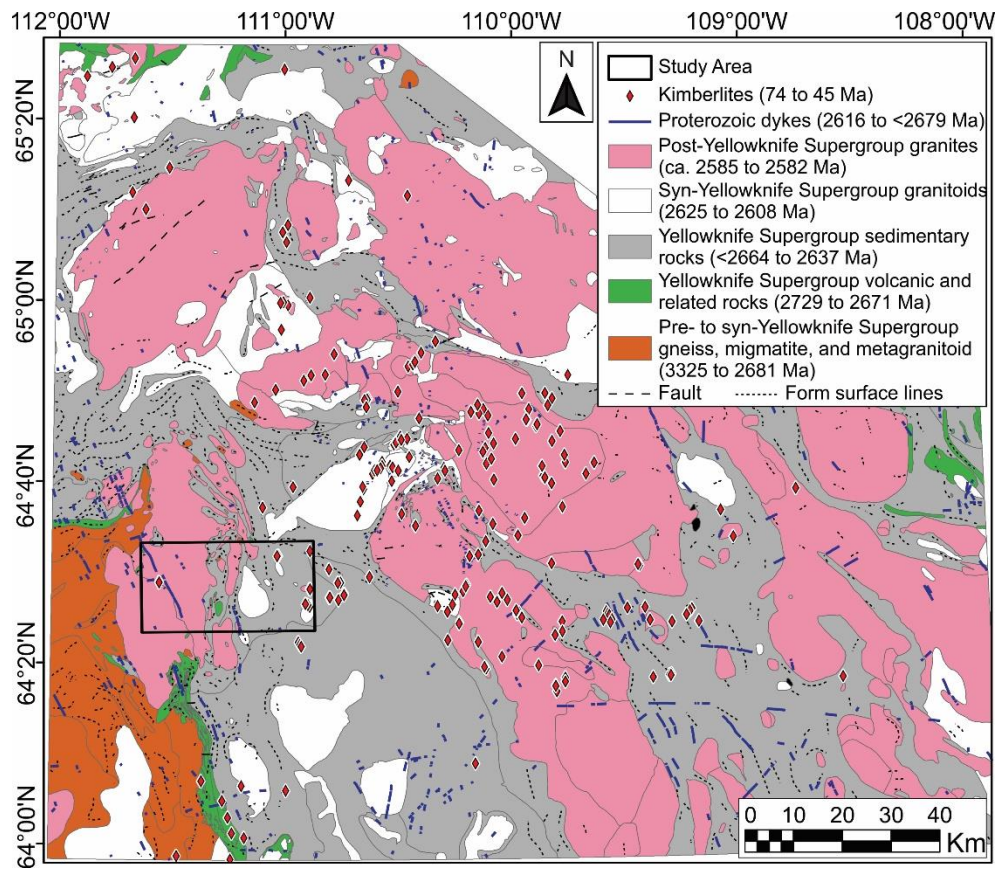 112°00'W 111°00'W 110°00'W 109°00'W 108°00'W
65°20'N
65°00'N
64°40'N
64°20'N
64°00'N
N
Study Area
Kimberlites (74 to 45 Ma)
Proterozoic dykes (2616 to <2679 Ma)
Post-Yellowknife Supergroup granites
(ca. 2585 to 2582 Ma)
Syn-Yellowknife Supergroup granitoids
(2625 to 2608 Ma)
Yellowknife Supergroup sedimentary
rocks (<2664 to 2637 Ma)
Yellowknife Supergroup volcanic and
related rocks (2729 to 2671 Ma)
Pre- to syn-Yellowknife Supergroup
gneiss, migmatite, and metagranitoid
(3325 to 2681 Ma)
Fault Form surface lines
0 10 20 30 40
Km